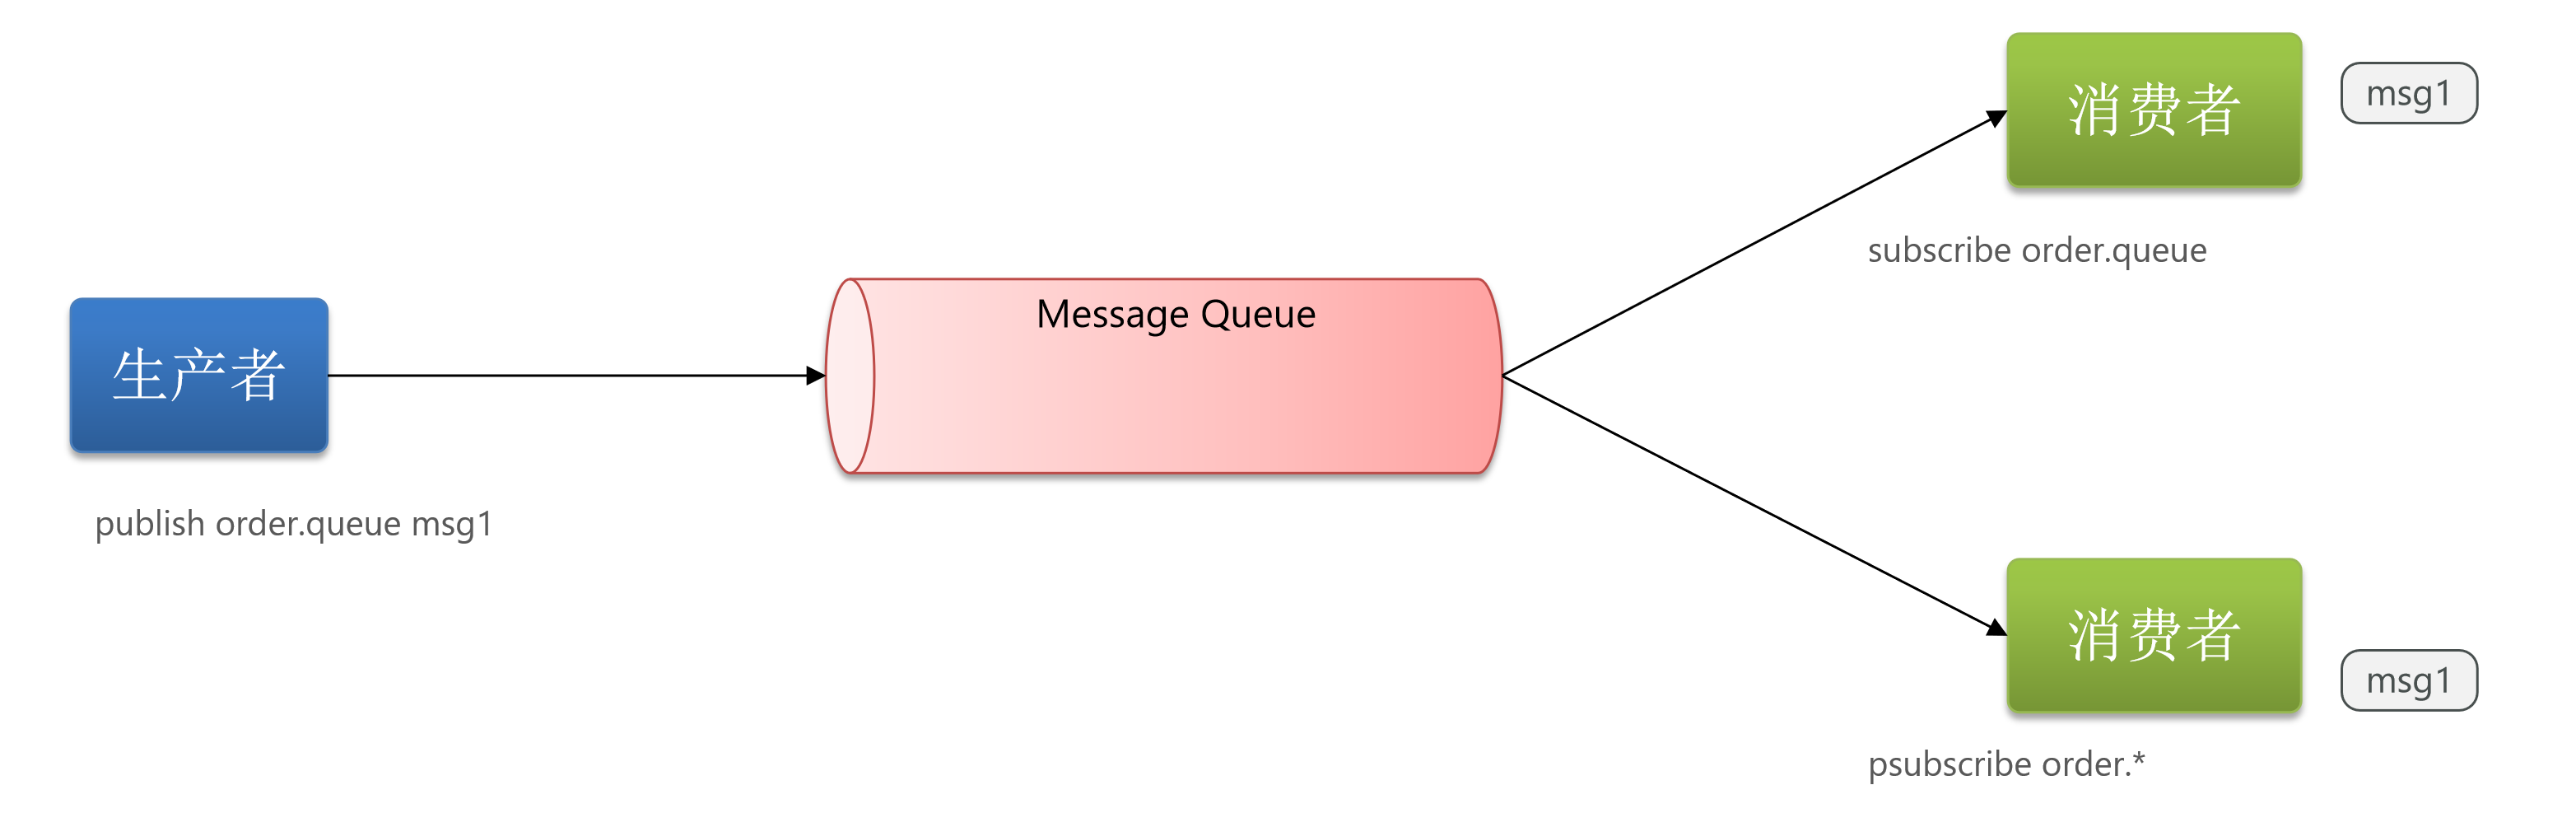 生产者
publish order.queue msg1
Message Queue
消费者
msg1
subscribe order.queue
消费者
msg1
psubscribe order.*